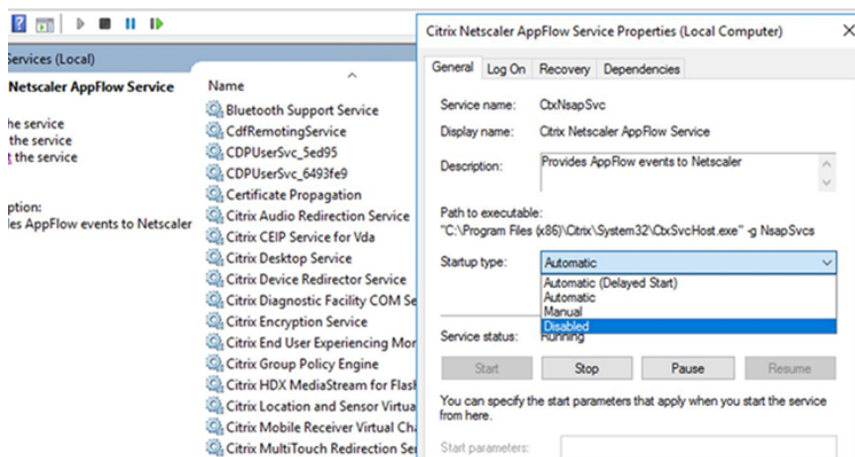 Services (Local)
Netscaler AppFlow Service
he service
the service
the service
ption:
les AppFlow events to Netscaler
Name
Bluetooth Support Service
CdfRemotingService
CDPUserSvc_5ed95
CDPUserSvc_6493fe9
Certificate Propagation
Citrix Audio Redirection Service
Citrix CEIP Service for Vda
Citrix Desktop Service
Citrix Device Redirector Service
Citrix Diagnostic Facility COM Se
Citrix Encryption Service
Citrix End User Experiencing Mor
Citrix Group Policy Engine
Citrix HDX MediaStream for Flash
Citrix Location and Sensor Virtua
Citrix Mobile Receiver Virtual Cha
Citrix MultiTouch Redirection Ser
Citrix Netscaler AppFlow Service Properties (Local Computer)
General Log On Recovery Dependencies
Service name: CtxNsapSvc
Display name: Citrix Netscaler AppFlow Service
Description: Provides AppFlow events to Netscaler
Path to executable:
"C:\Program Files (x86)\Citrix\System32\CtxSvcHost.exe" -g NsapSvcs
Startup type: Automatic
Automatic (Delayed Start)
Automatic
Manual
Disabled
Service status: Running
Start Stop Pause Resume
You can specify the start parameters that apply when you start the service
from here.
Start parameters: